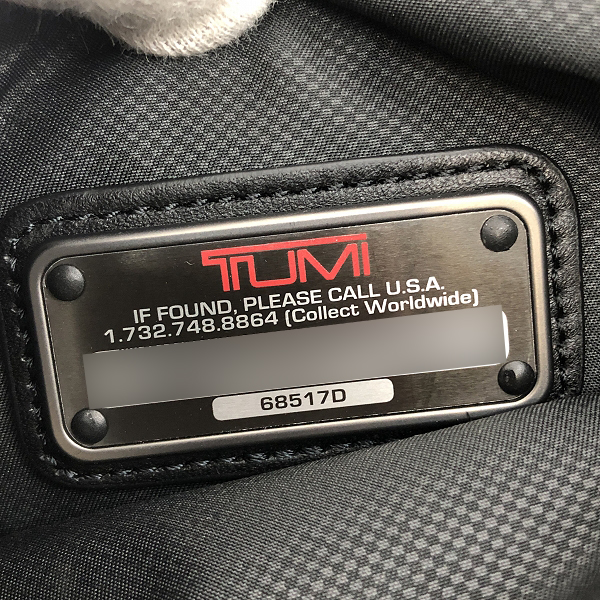 TUMI
IF FOUND, PLEASE CALL U.S.A.
1.732.748.8864 (Collect Worldwide)
68517D